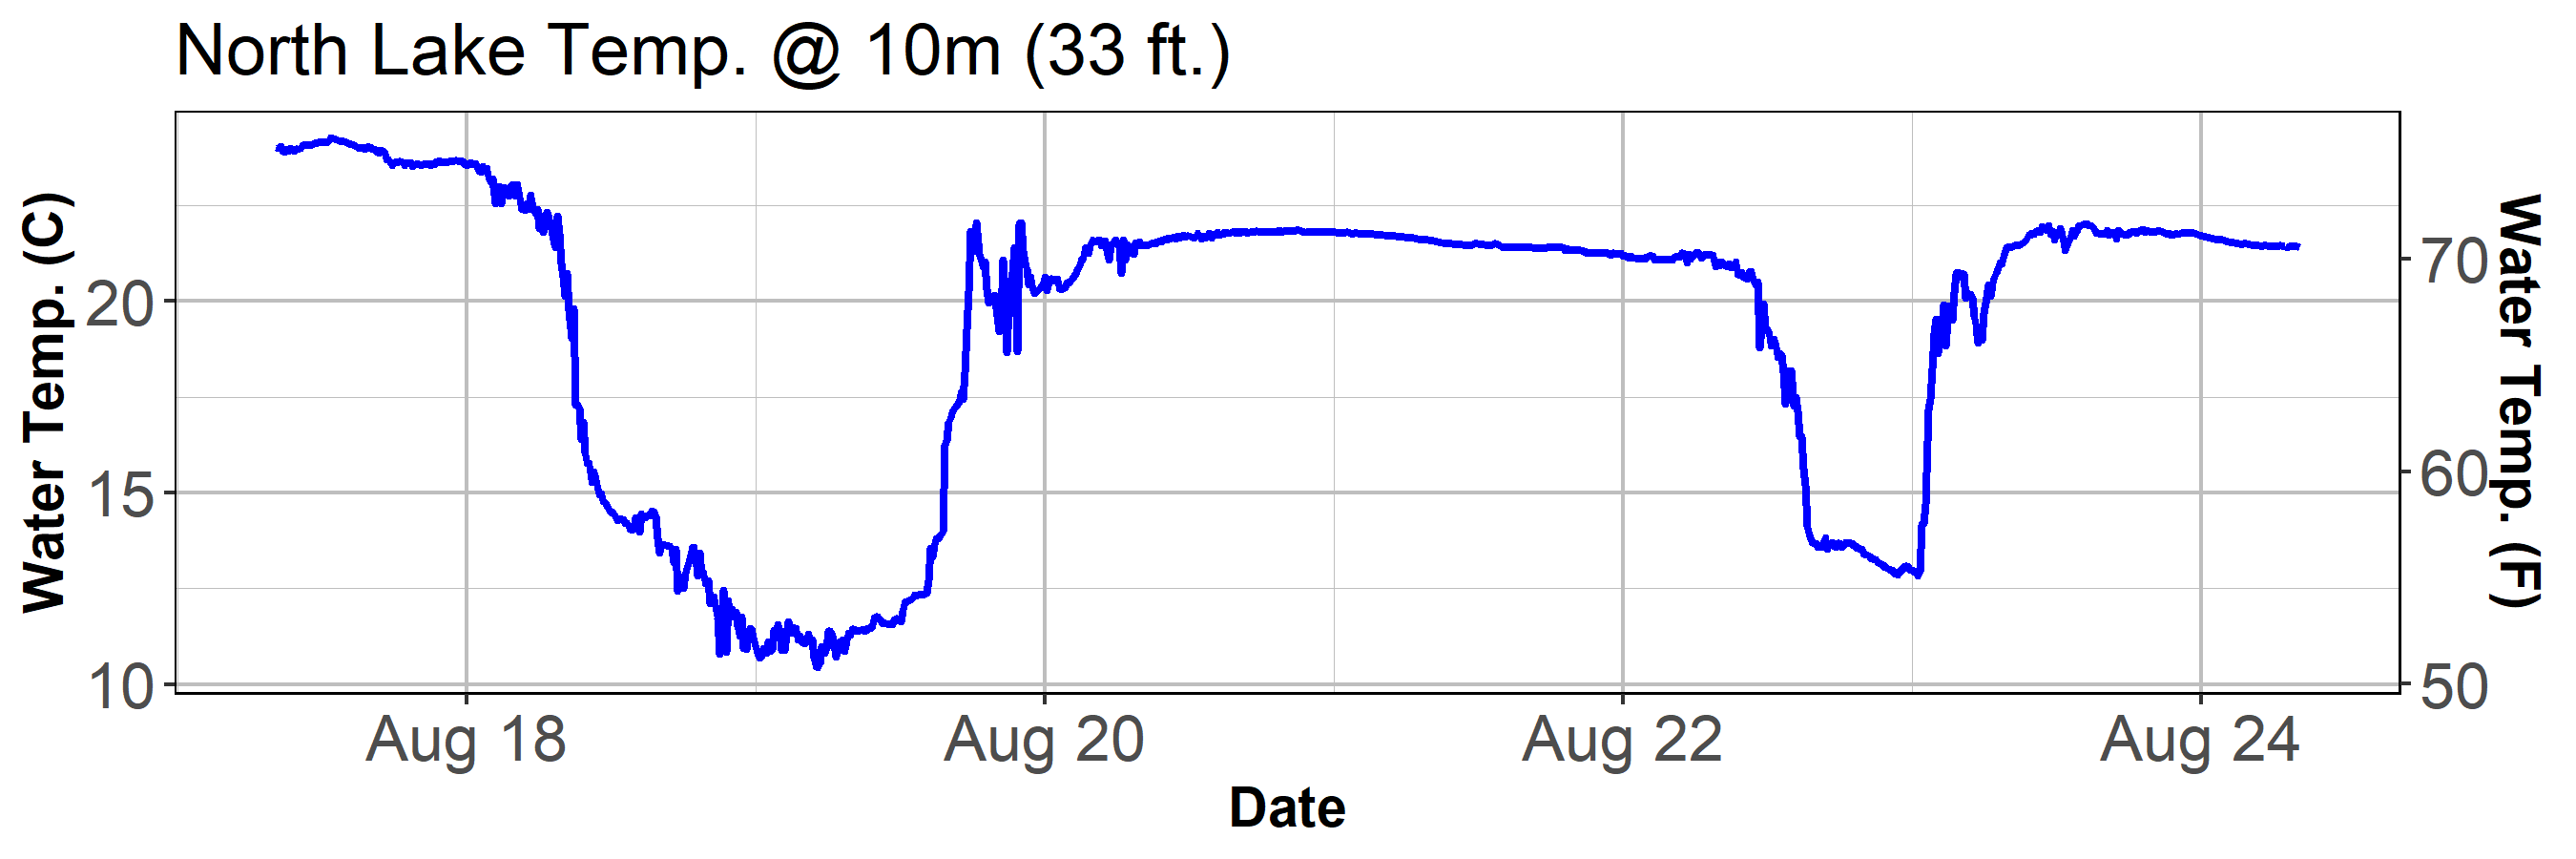 North Lake Temp. @ 10m (33 ft.)
Water Temp. (C)
20
15
10
70
60
50
Water Temp. (F)
Aug 18
Aug 20
Aug 22
Aug 24
Date